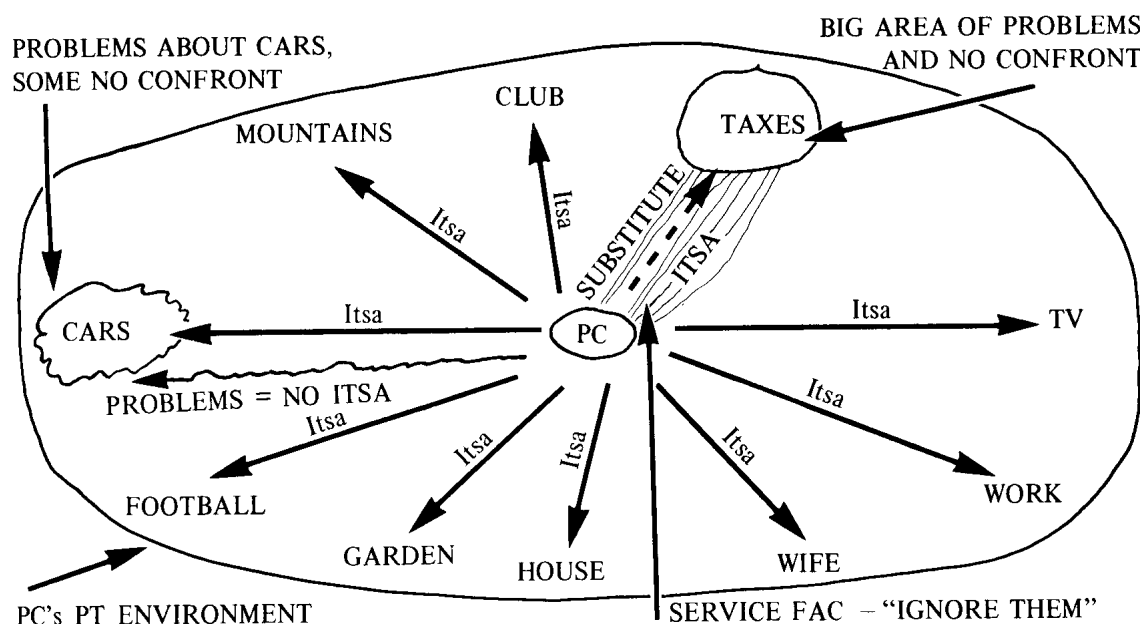 PROBLEMS ABOUT CARS,
SOME NO CONFRONT
BIG AREA OF PROBLEMS
AND NO CONFRONT
CLUB
MOUNTAINS
TAXES
Itsa
Itsa
SUBSTITUTE
ITSA
CARS
Itsa
PC
Itsa
TV
PROBLEMS = NO ITSA
Itsa
Itsa
Itsa
Itsa
Itsa
FOOTBALL
GARDEN
HOUSE
WIFE
WORK
PC's PT ENVIRONMENT
SERVICE FAC – “IGNORE THEM”